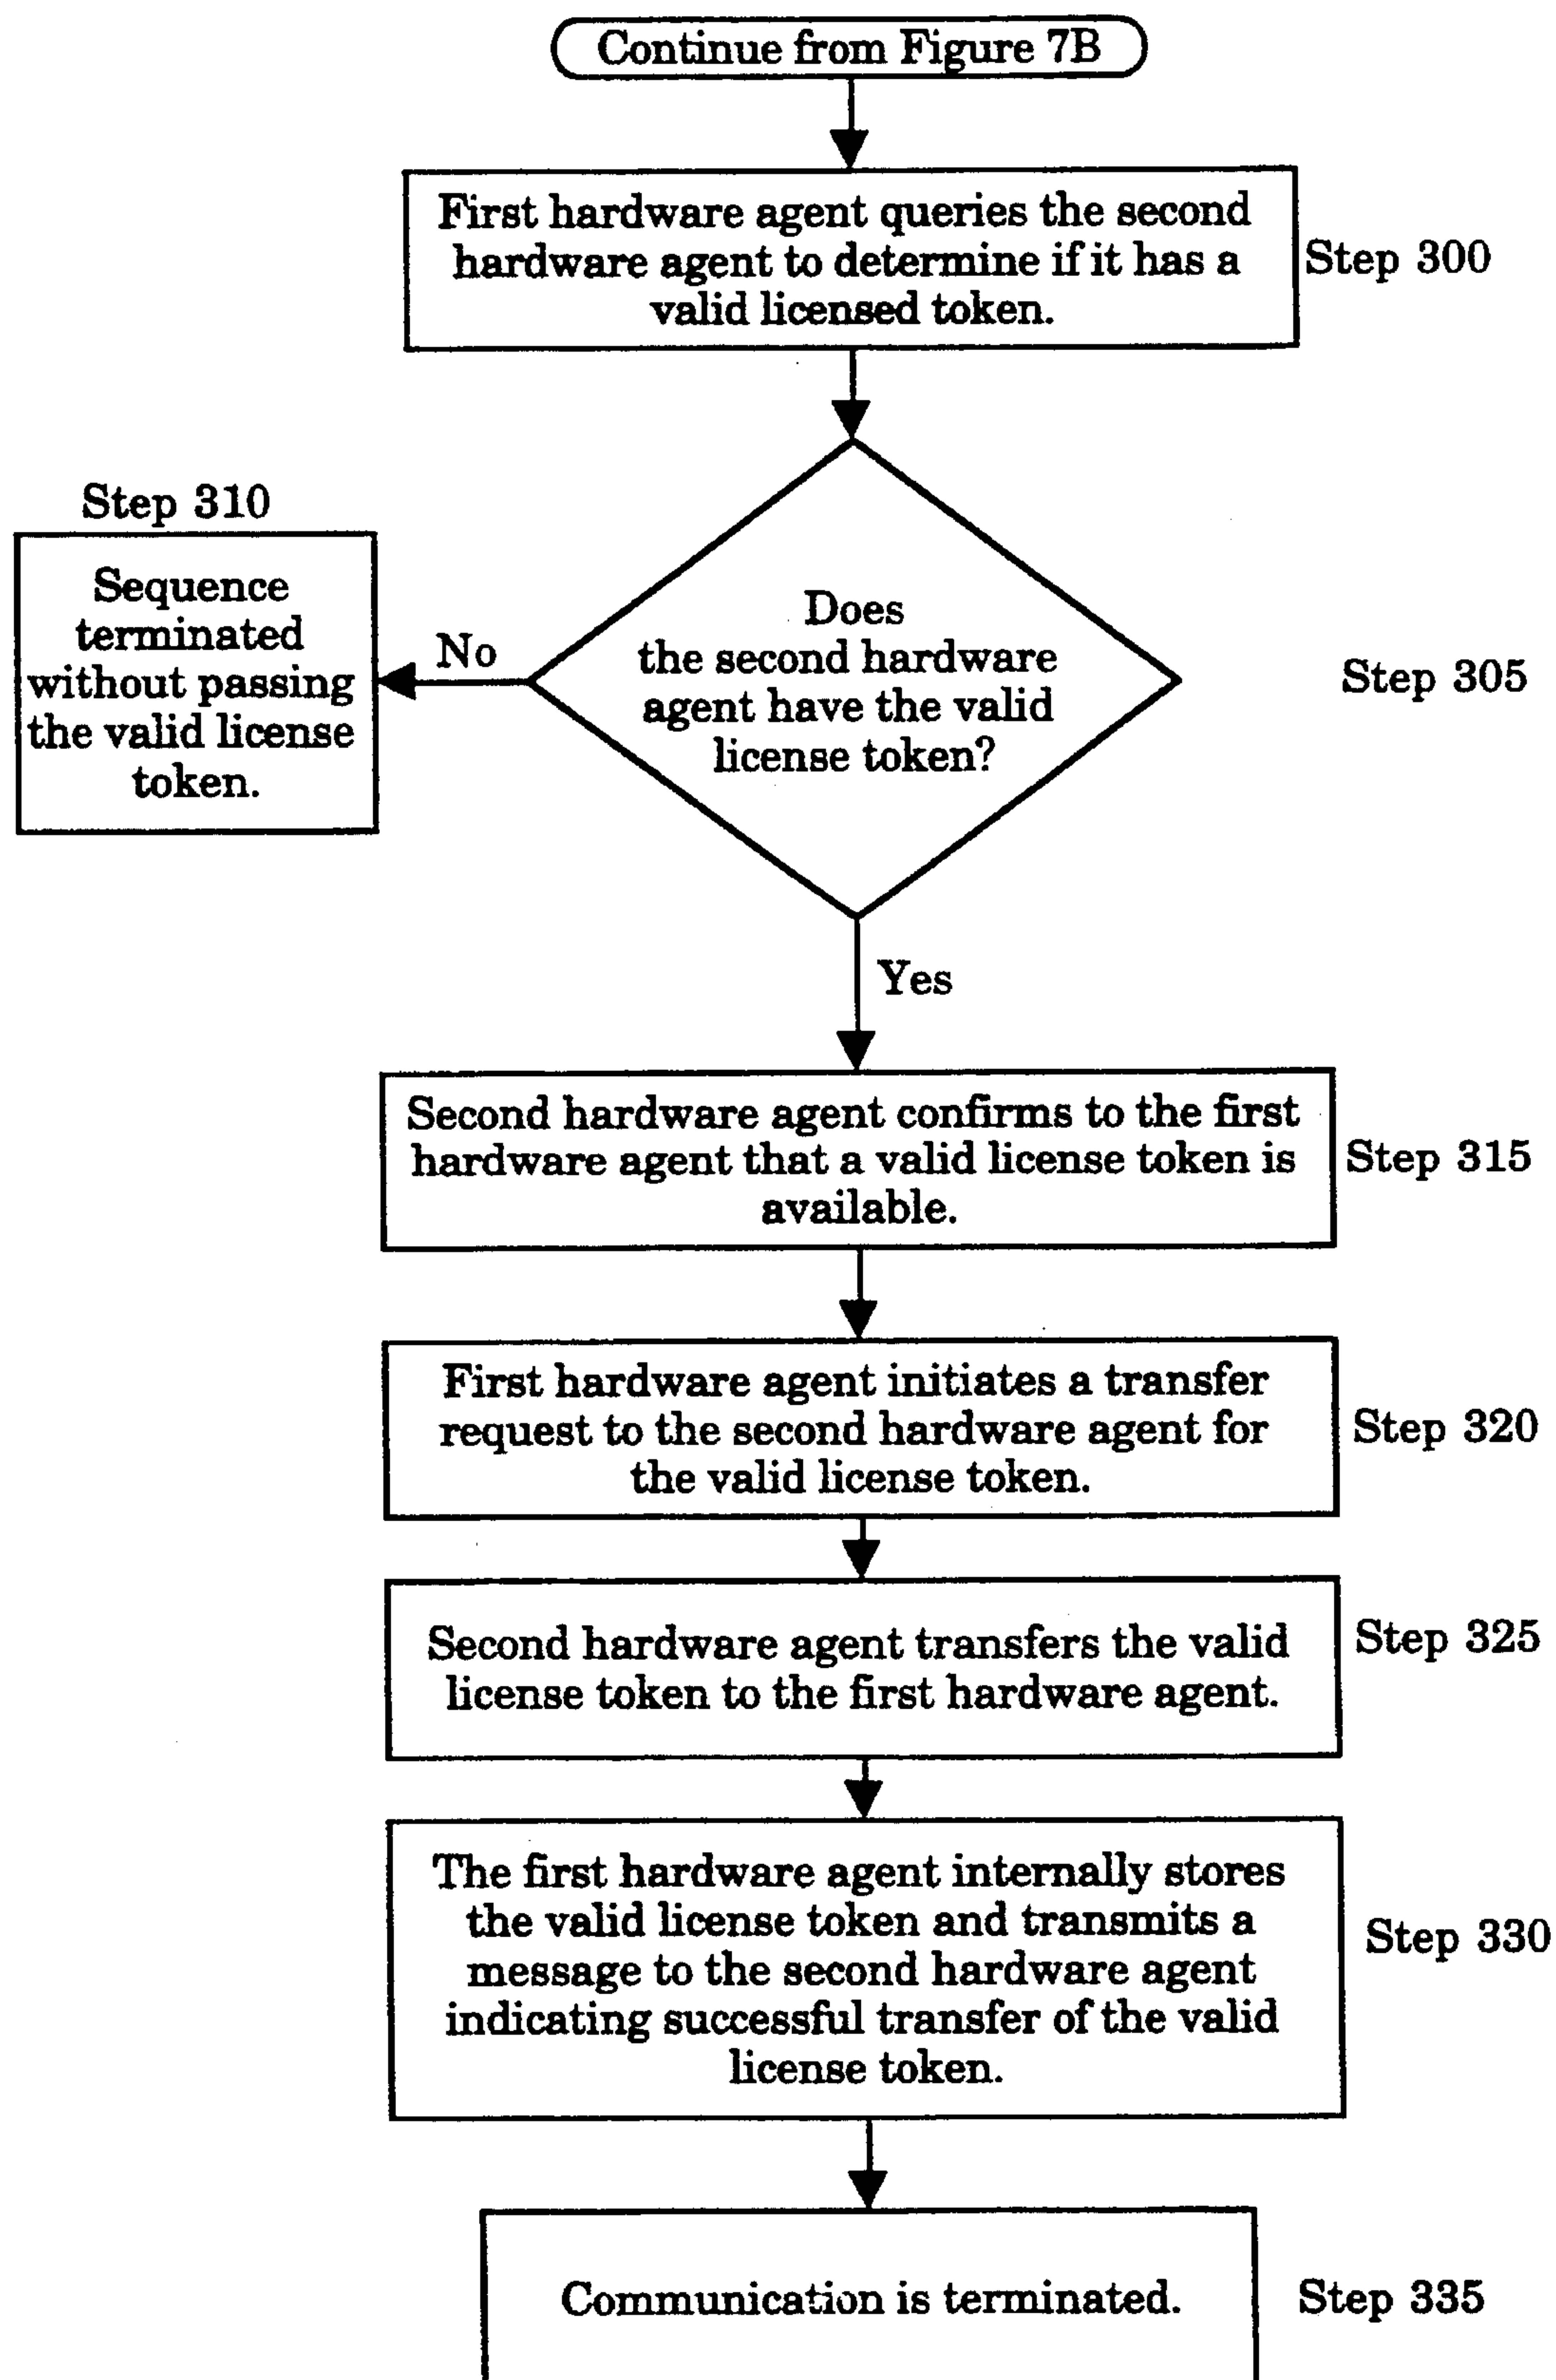 Continue from Figure 7B
First hardware agent queries the second
hardware agent to determine if it has a
valid licensed token.
Step 300
Step 310
Sequence
terminated
without passing
the valid license
token.
No
Does
the second hardware
agent have the valid
license token?
Step 305
Yes
Second hardware agent confirms to the first
hardware agent that a valid license token is
available.
Step 315
First hardware agent initiates a transfer
request to the second hardware agent for
the valid license token.
Step 320
Second hardware agent transfers the valid
license token to the first hardware agent.
Step 325
The first hardware agent internally stores
the valid license token and transmits a
message to the second hardware agent
indicating successful transfer of the valid
license token.
Step 330
Communication is terminated.
Step 335